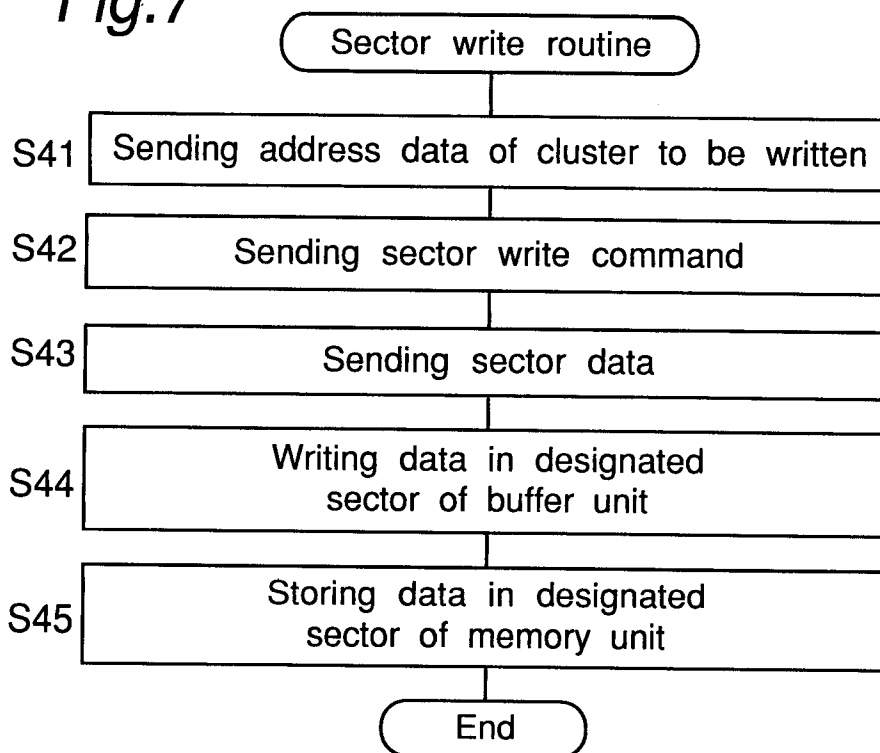 Fig.7
Sector write routine
S41 Sending address data of cluster to be written
S42 Sending sector write command
S43 Sending sector data
S44 Writing data in designated
sector of buffer unit
S45 Storing data in designated
sector of memory unit
End